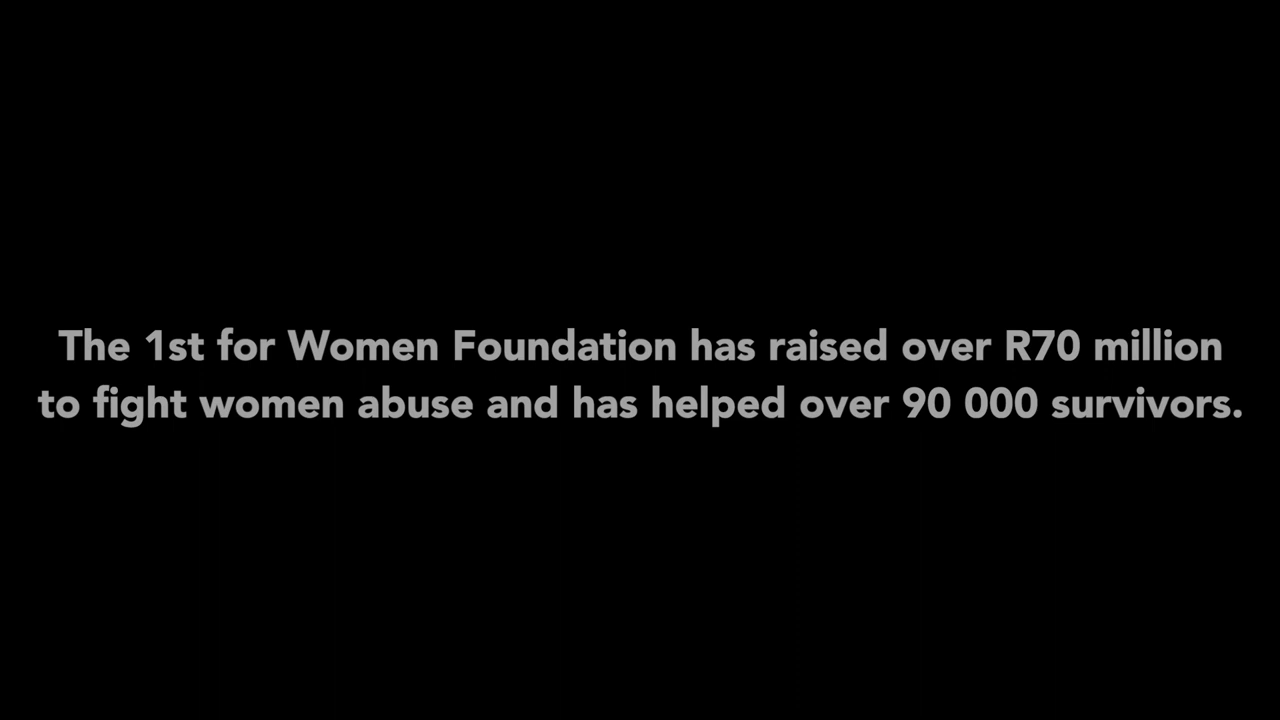 The 1st for Women Foundation has raised over R70 million
to fight women abuse and has helped over 90 000 survivors.